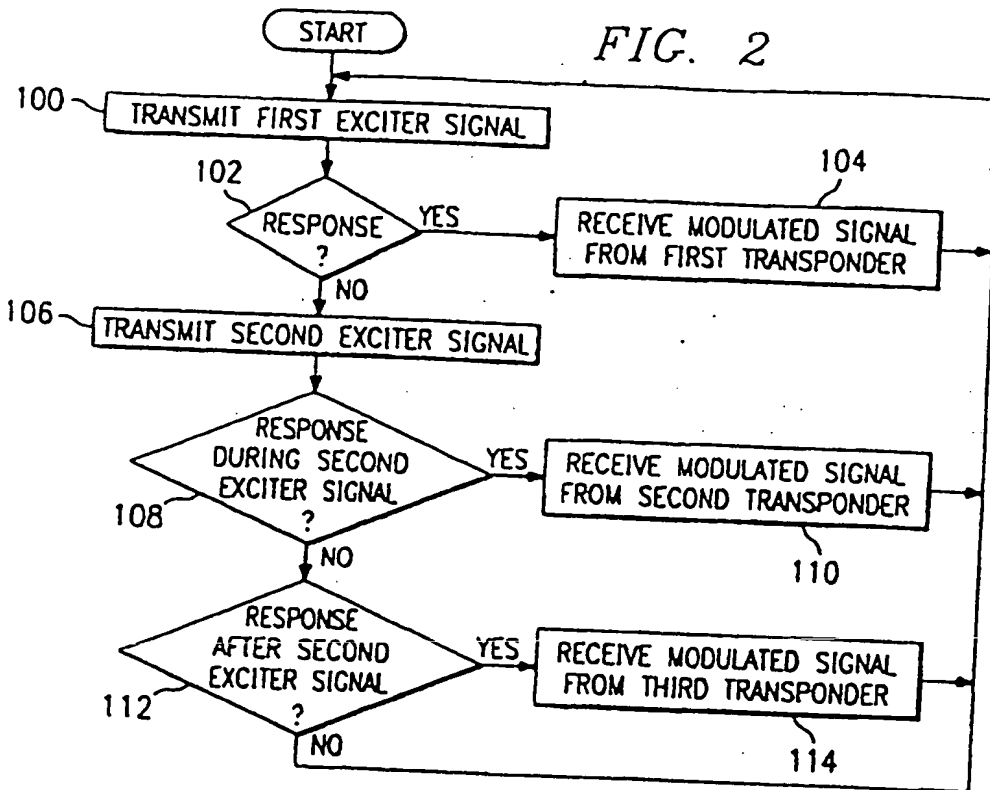 START
FIG. 2
100
TRANSMIT FIRST EXCITER SIGNAL
102
RESPONSE
?
YES
NO
104
RECEIVE MODULATED SIGNAL
FROM FIRST TRANSPONDER
106
TRANSMIT SECOND EXCITER SIGNAL
RESPONSE
DURING SECOND
EXCITER SIGNAL
?
108
YES
NO
RECEIVE MODULATED SIGNAL
FROM SECOND TRANSPONDER
110
RESPONSE
AFTER SECOND
EXCITER SIGNAL
?
112
YES
NO
RECEIVE MODULATED SIGNAL
FROM THIRD TRANSPONDER
114